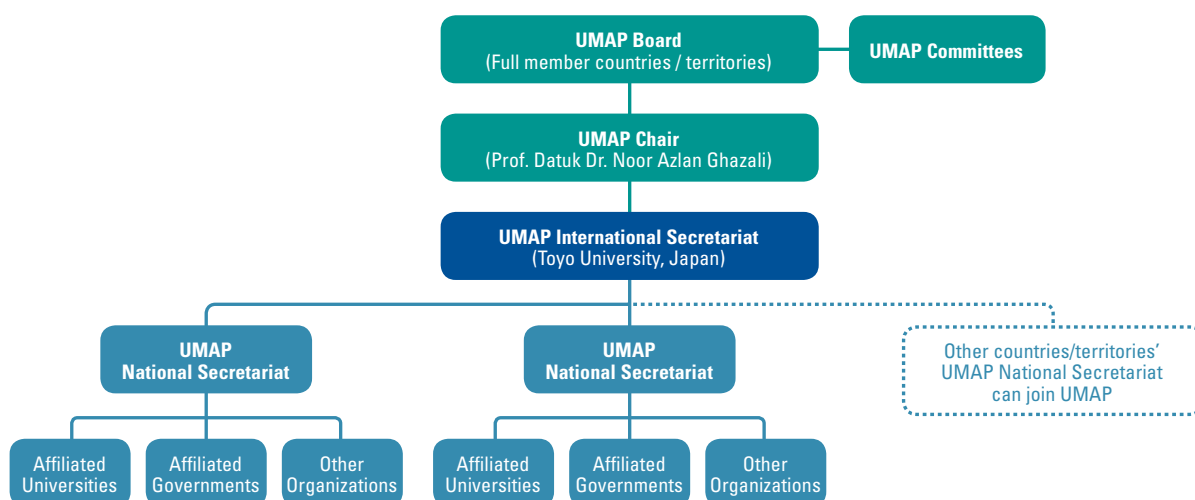 UMAP Board
(Full member countries / territories)
UMAP Committees
UMAP Chair
(Prof. Datuk Dr. Noor Azlan Ghazali)
UMAP International Secretariat
(Toyo University, Japan)
UMAP
National Secretariat
UMAP
National Secretariat
Other countries/territories’
UMAP National Secretariat
can join UMAP
Affiliated
Universities
Affiliated
Governments
Other
Organizations
Affiliated
Universities
Affiliated
Governments
Other
Organizations